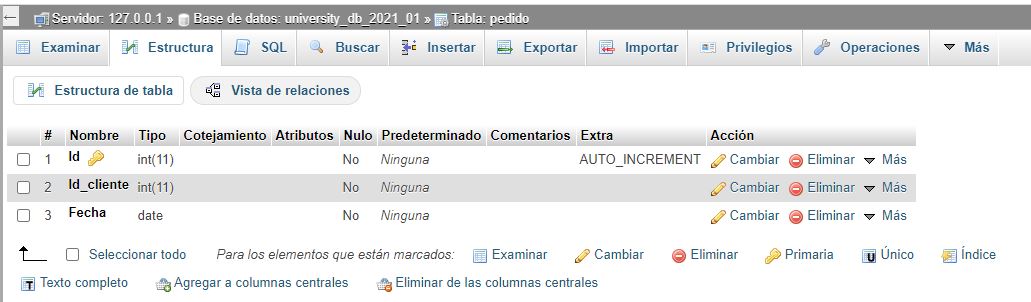 Servidor: 127.0.0.1 » Base de datos: university_db_2021_01 » Tabla: pedido
Examinar Estructura SQL Buscar Insertar Exportar Importar Privilegios Operaciones Más
Estructura de tabla Vista de relaciones
# Nombre Tipo Cotejamiento Atributos Nulo Predeterminado Comentarios Extra Acción
1 Id int(11) No Ninguna AUTO_INCREMENT Cambiar Eliminar Más
2 Id_cliente int(11) No Ninguna Cambiar Eliminar Más
3 Fecha date No Ninguna Cambiar Eliminar Más
Seleccionar todo Para los elementos que están marcados: Examinar Cambiar Eliminar Primaria Único Índice
Texto completo Agregar a columnas centrales Eliminar de las columnas centrales